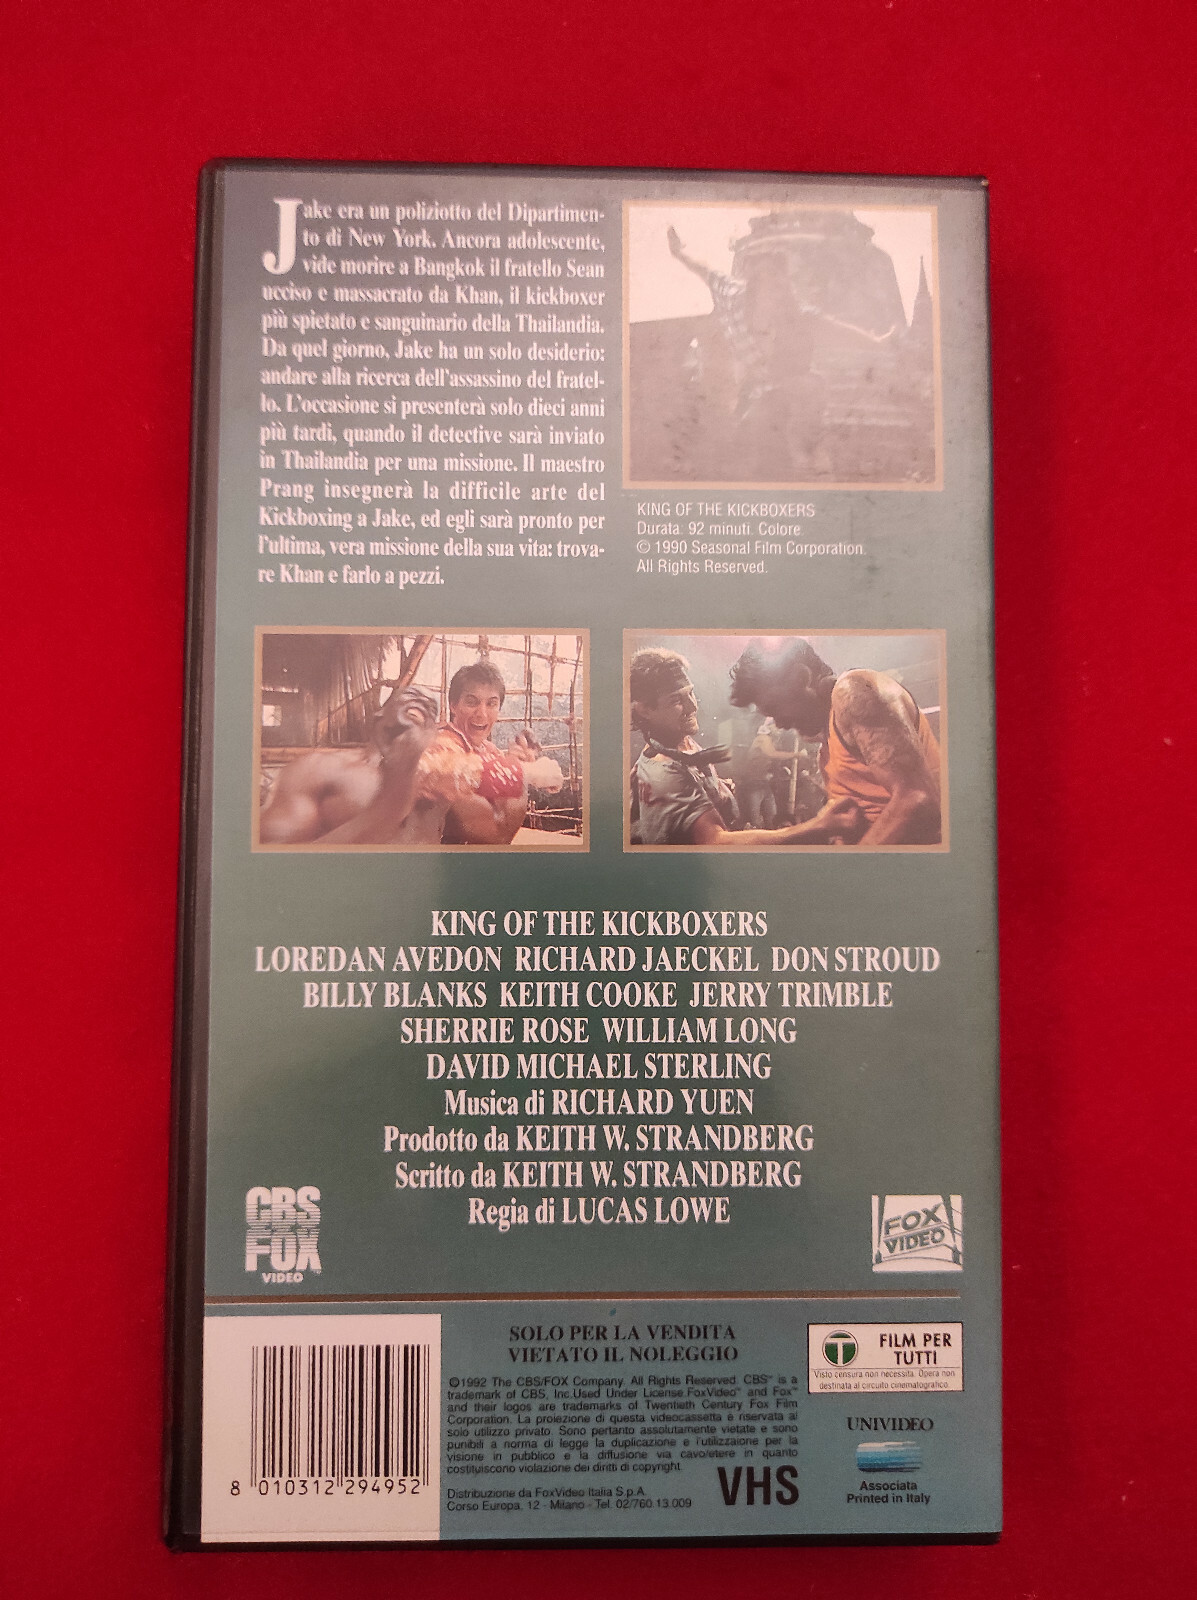 Jake era un poliziotto del Dipartimen-
to di New York. Ancora adolescente,
vide morire a Bangkok il fratello Sean
ucciso e massacrato da Khan, il kickboxer
più spietato e sanguinario della Thailandia.
Da quel giorno, Jake ha un solo desiderio:
andare alla ricerca dell'assassino del fratel-
lo. L'occasione si presenterà solo dieci anni
più tardi, quando il detective sarà inviato
in Thailandia per una missione. Il maestro
Prang insegnerà la difficile arte del
Kickboxing a Jake, ed egli sarà pronto per
l'ultima, vera missione della sua vita: trova-
re Khan e farlo a pezzi.
KING OF THE KICKBOXERS
Durata: 92 minuti. Colore.
© 1990 Seasonal Film Corporation.
All Rights Reserved.
KING OF THE KICKBOXERS
LOREDAN AVEDON RICHARD JAECKEL DON STROUD
BILLY BLANKS KEITH COOKE JERRY TRIMBLE
SHERRIE ROSE WILLIAM LONG
DAVID MICHAEL STERLING
Musica di RICHARD YUEN
Prodotto da KEITH W. STRANDBERG
Scritto da KEITH W. STRANDBERG
Regia di LUCAS LOWE
CBS
FOX
VIDEO
FOX
VIDEO
SOLO PER LA VENDITA
VIETATO IL NOLEGGIO
©1992 The CBS/FOX Company. All Rights Reserved. CBS™ is a
trademark of CBS, Inc.Used Under License.FoxVideo™ and Fox™
and their logos are trademarks of Twentieth Century Fox Film
Corporation. La proiezione di questa videocassetta è riservata al
solo utilizzo privato. Sono pertanto assolutamente vietate e sono
punibili a norma di legge la duplicazione e l'utilizzaione per la
visione in pubblico e la diffusione via cavo/etere in quanto
costituiscono violazione dei diritti di copyright.
Distribuzione da FoxVideo Italia S.p.A.
Corso Europa, 12 - Milano - Tel. 02/760.13.009
VHS
T
FILM PER
TUTTI
Visto censura non necessita. Opera non
destinata al circuito cinematografico.
UNIVIDEO
Associata
Printed in Italy
8 010312 294952